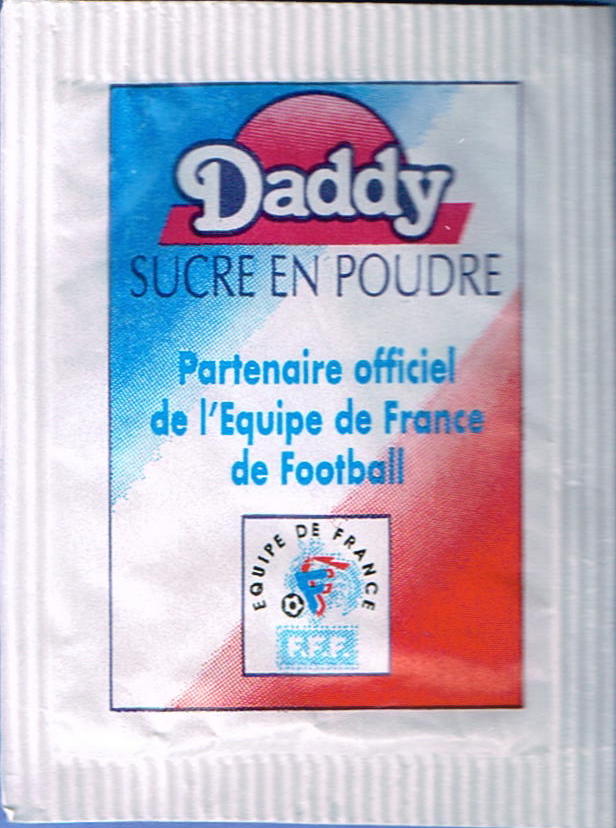 Daddy
SUCRE EN POUDRE
Partenaire officiel
de l'Equipe de France
de Football
EQUIPE DE FRANCE
F.F.F.